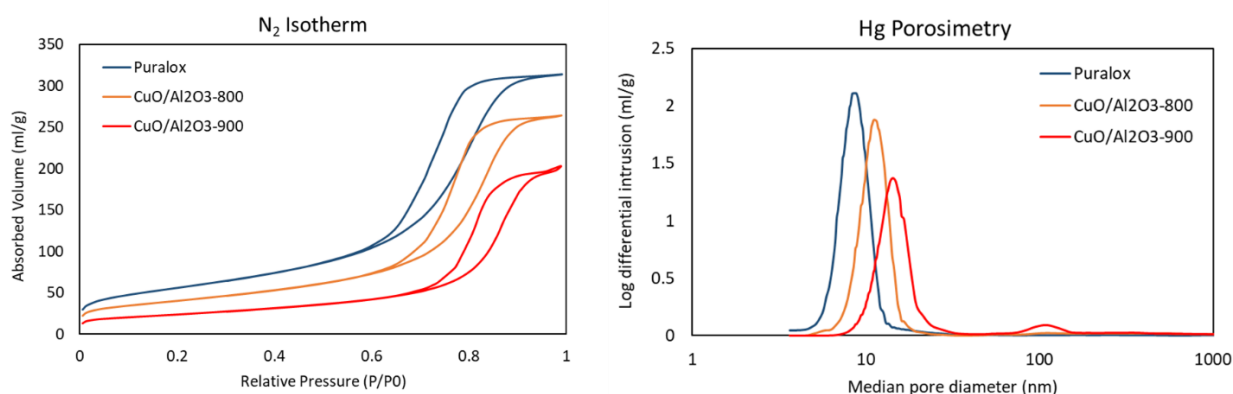 N₂ Isotherm
350
300
250
200
150
100
50
0
Absorbed Volume (ml/g)
Puralox
CuO/Al2O3-800
CuO/Al2O3-900
0 0.2 0.4 0.6 0.8 1
Relative Pressure (P/P0)
Hg Porosimetry
2.5
2
1.5
1
0.5
0
Log differential intrusion (ml/g)
Puralox
CuO/Al2O3-800
CuO/Al2O3-900
1 10 100 1000
Median pore diameter (nm)